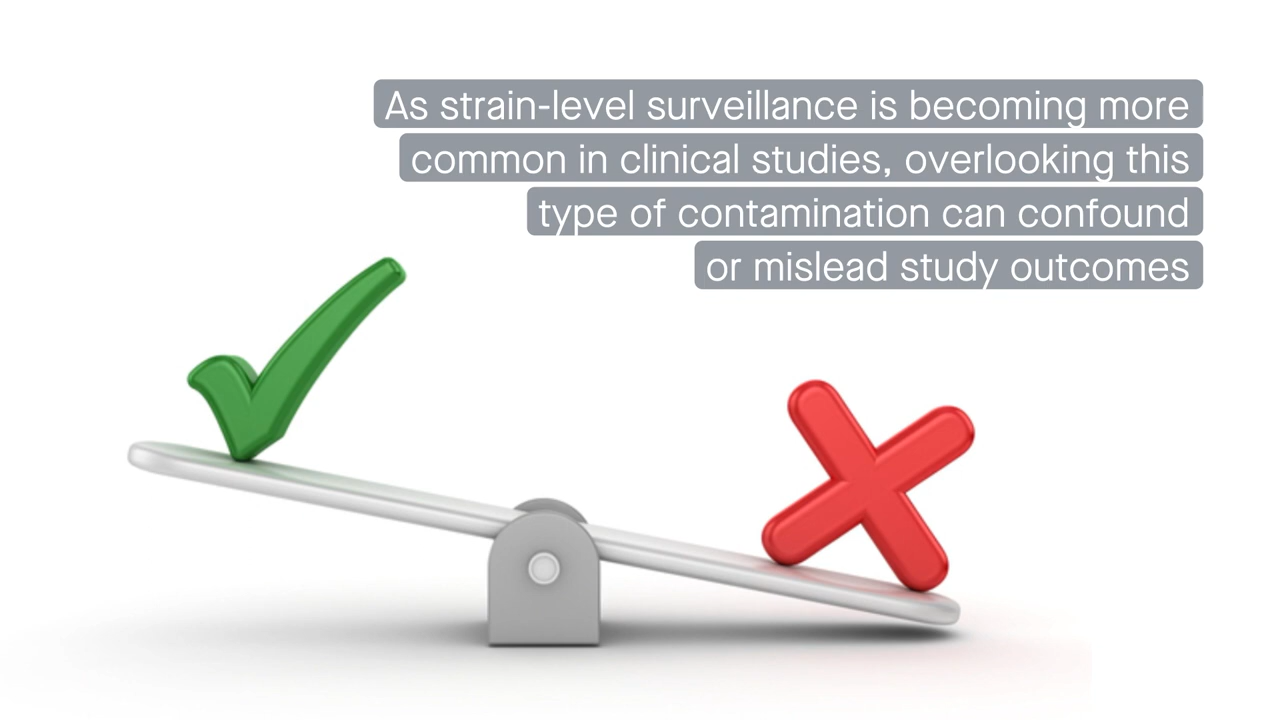 As strain-level surveillance is becoming more
common in clinical studies, overlooking this
type of contamination can confound
or mislead study outcomes